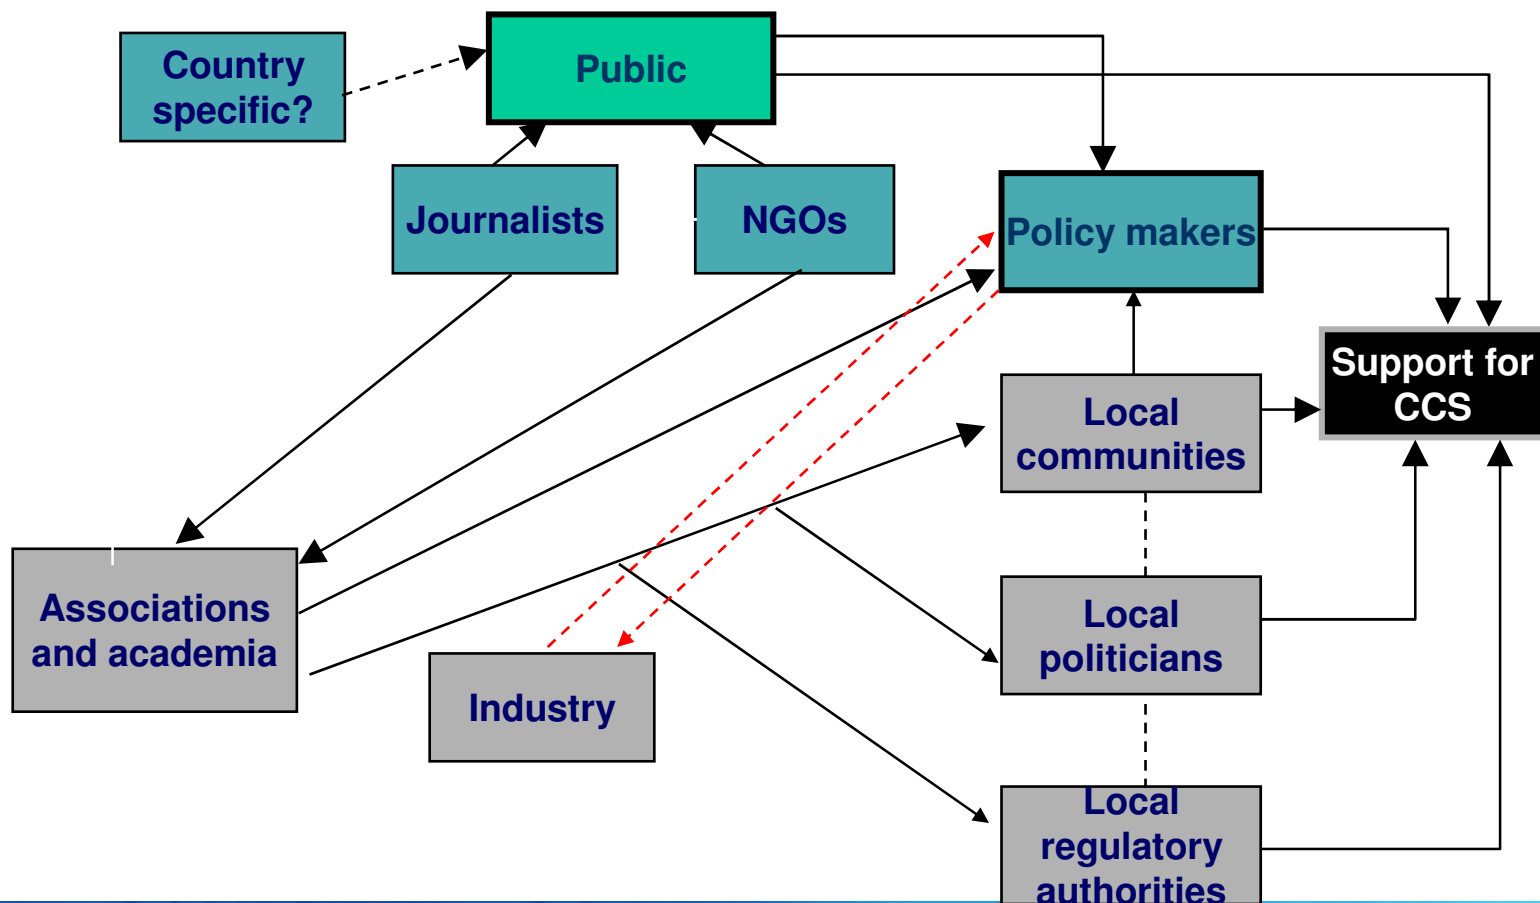 Country
specific?
Public
Journalists
NGOs
Policy makers
Support for
CCS
Local
communities
Associations
and academia
Local
politicians
Industry
Local
regulatory
authorities